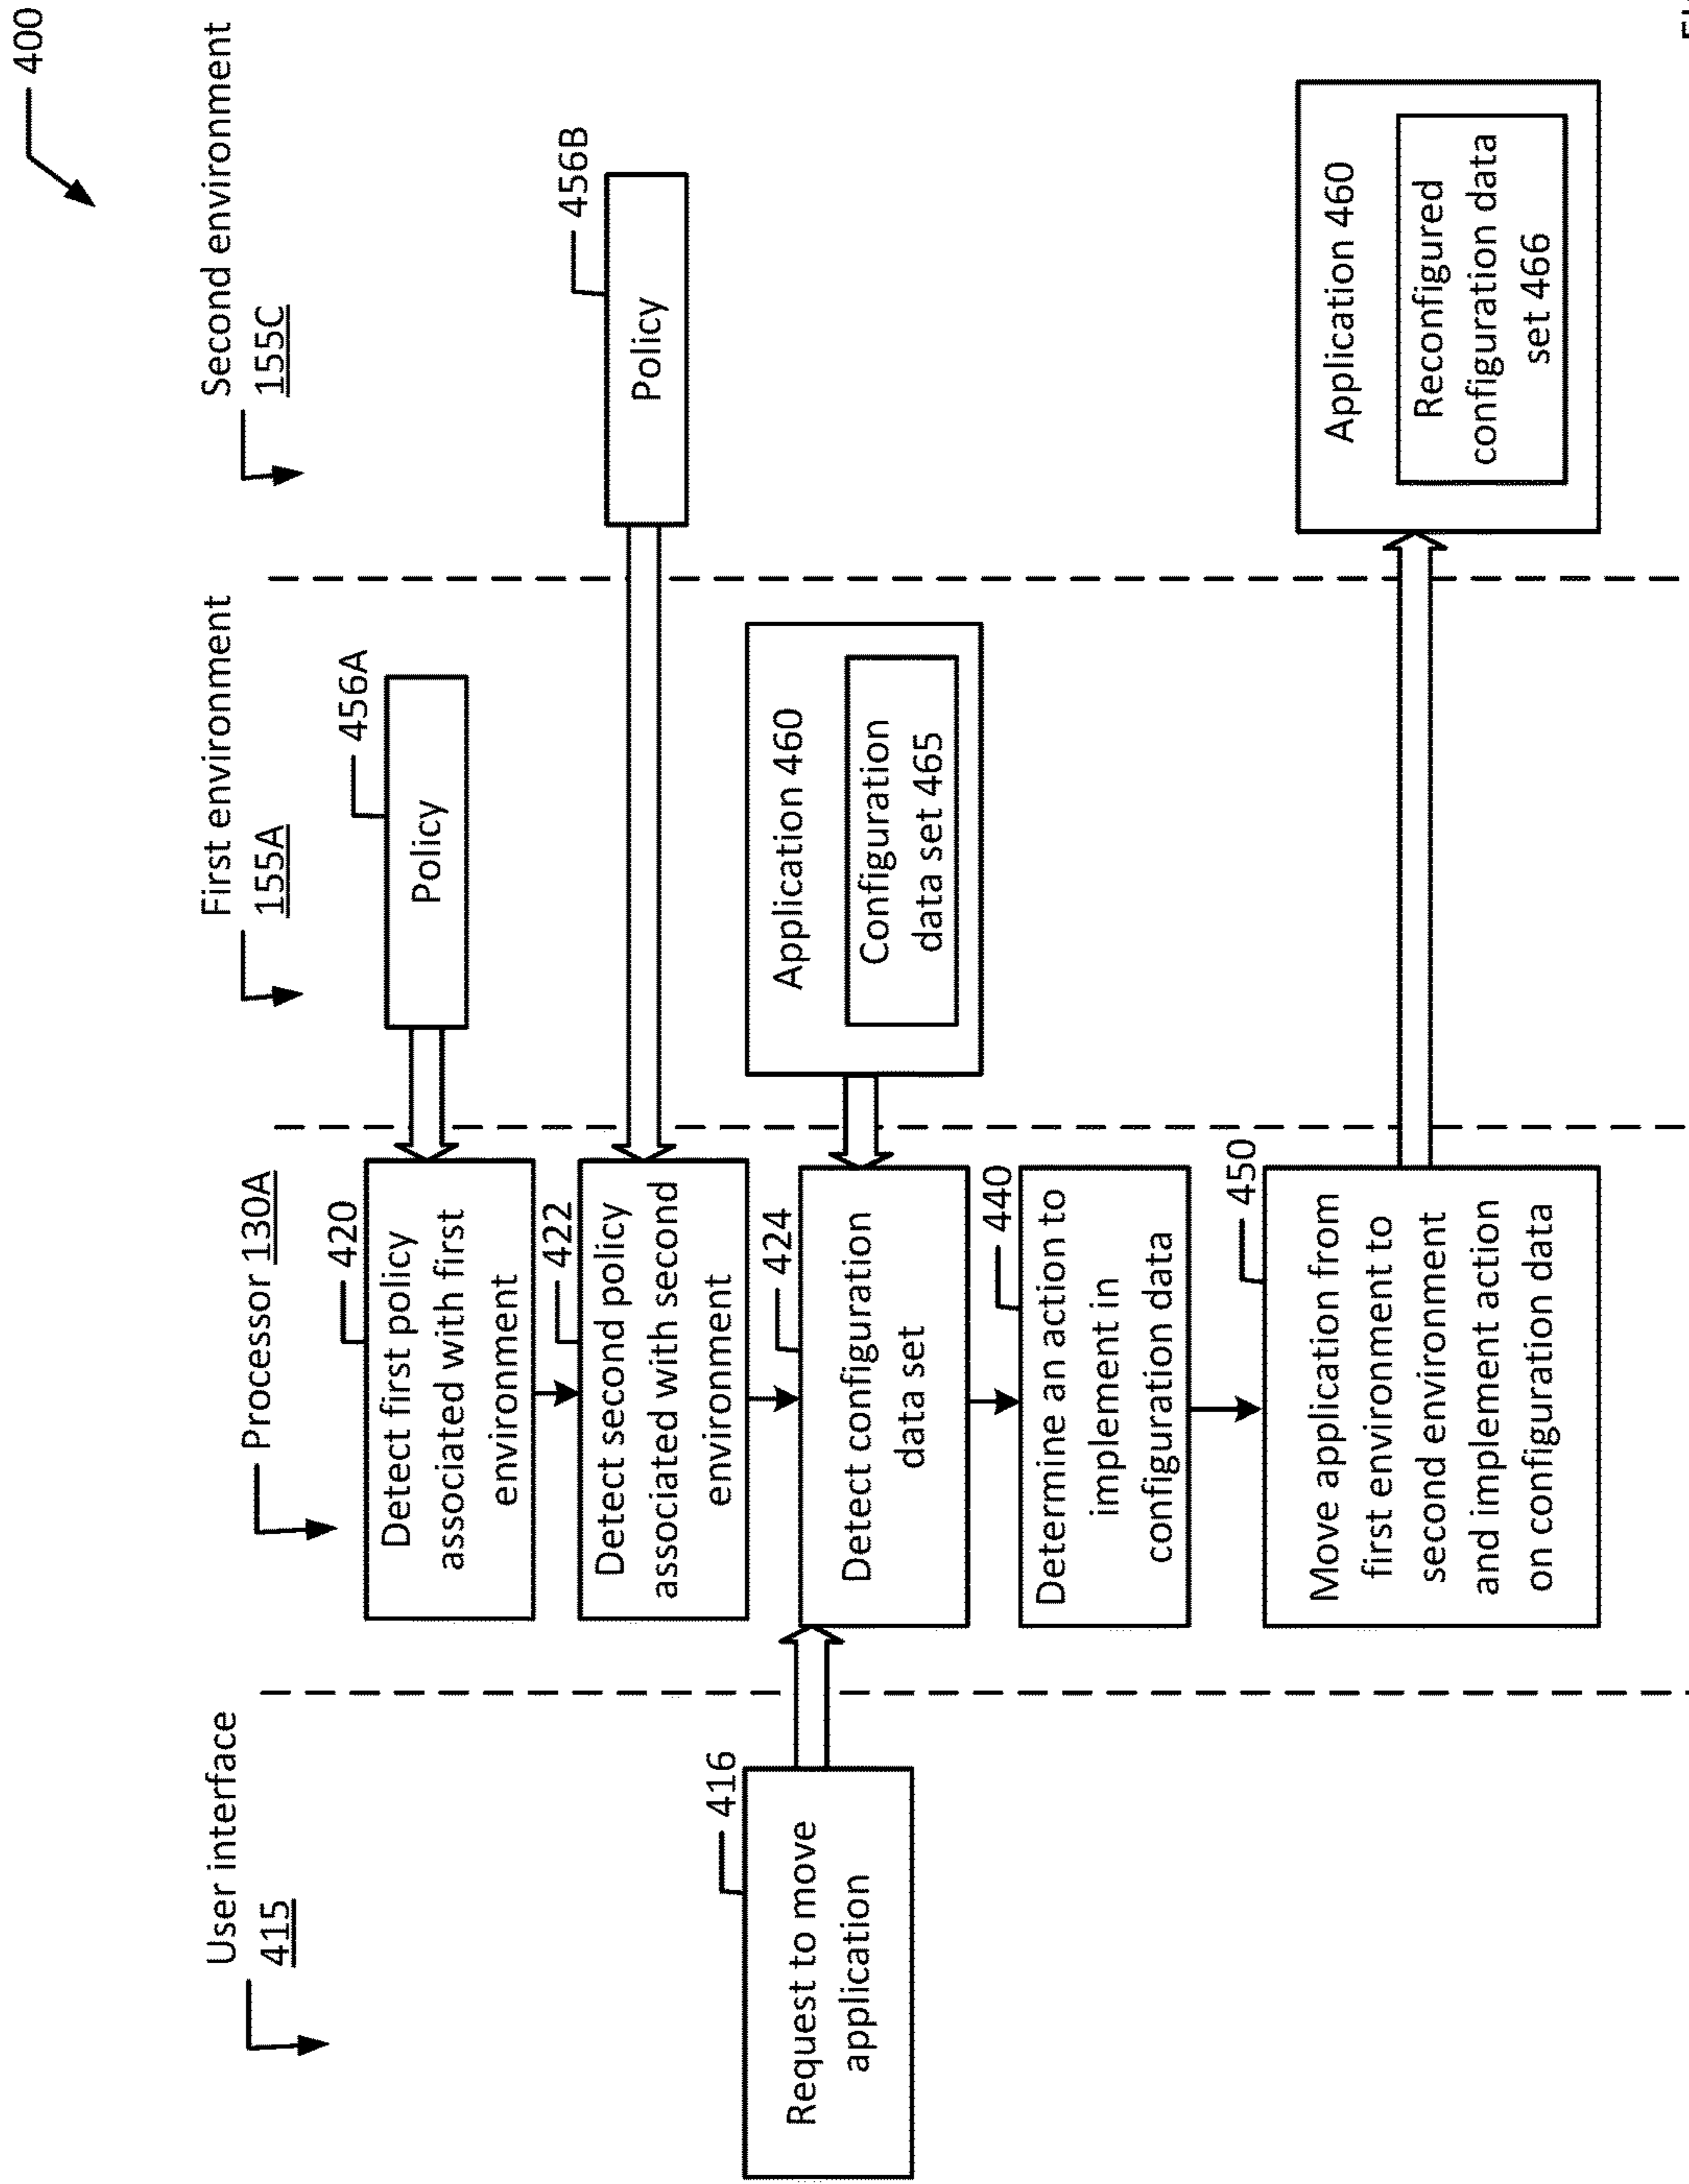 400
User interface
415
Processor 130A
First environment
155A
Second environment
155C
420
Detect first policy
associated with first
environment
456A
Policy
422
Detect second policy
associated with second
environment
456B
Policy
416
Request to move
application
424
Detect configuration
data set
Application 460
Configuration
data set 465
440
Determine an action to
implement in
configuration data
450
Move application from
first environment to
second environment
and implement action
on configuration data
Application 460
Reconfigured
configuration data
set 466